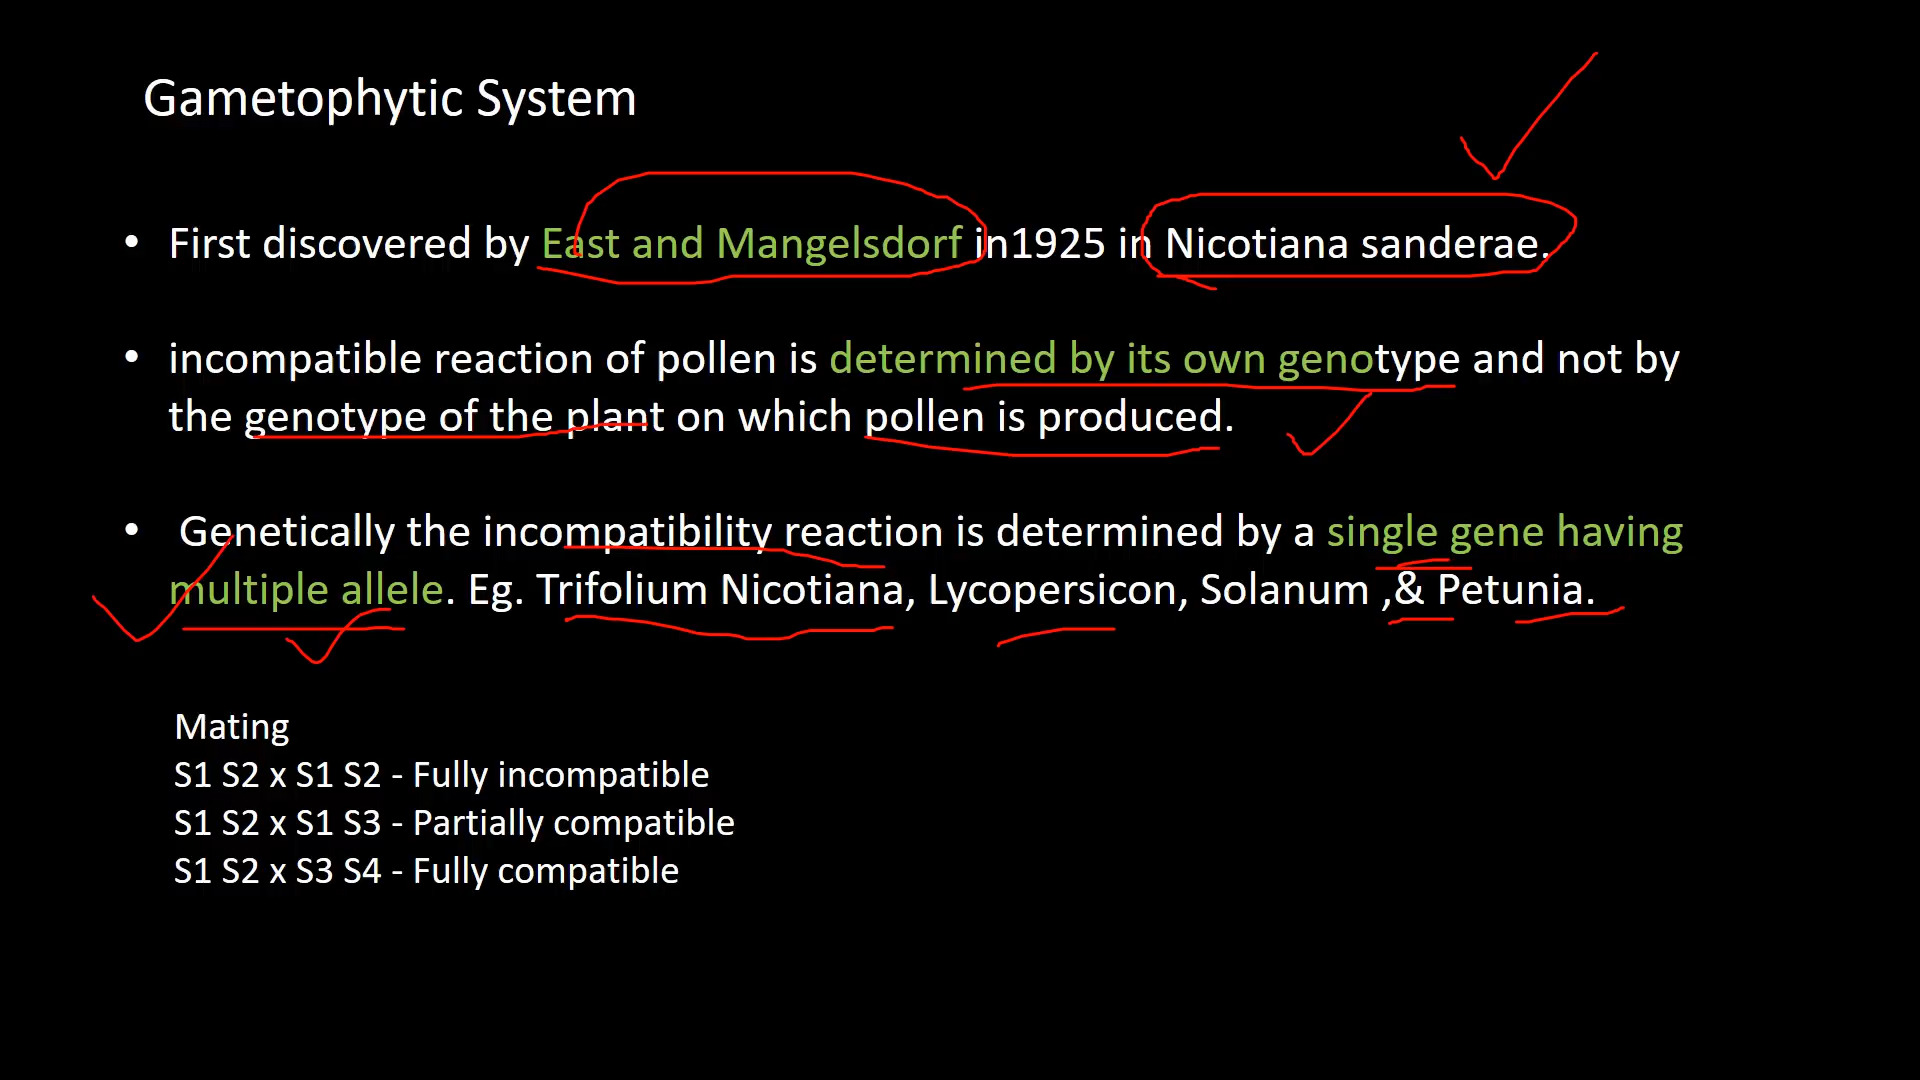 Gametophytic System
• First discovered by East and Mangelsdorf in1925 in Nicotiana sanderae.
• incompatible reaction of pollen is determined by its own genotype and not by
the genotype of the plant on which pollen is produced.
• Genetically the incompatibility reaction is determined by a single gene having
multiple allele. Eg. Trifolium Nicotiana, Lycopersicon, Solanum ,& Petunia.
Mating
S1 S2 x S1 S2 - Fully incompatible
S1 S2 x S1 S3 - Partially compatible
S1 S2 x S3 S4 - Fully compatible